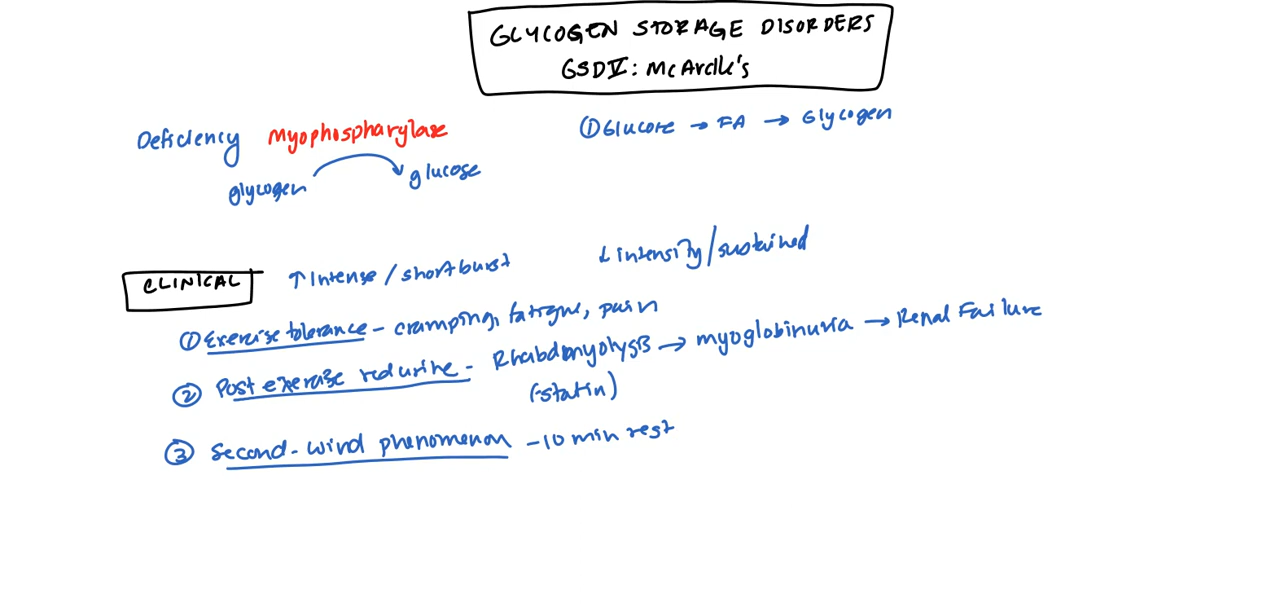 GLYCOGEN STORAGE DISORDERS
GSD V: McArdle's
Deficiency Myophosphorylase
① Glucose → FA → Glycogen
glycogen → glucose
CLINICAL
↑ Intense / short burst
↓ intensity / sustained
① Exercise tolerance - cramping, fatigue, pain
② Post exercise red urine - Rhabdomyolysis → myoglobinuria → Renal Failure
(-statin)
③ Second-wind phenomenon - 10 min rest